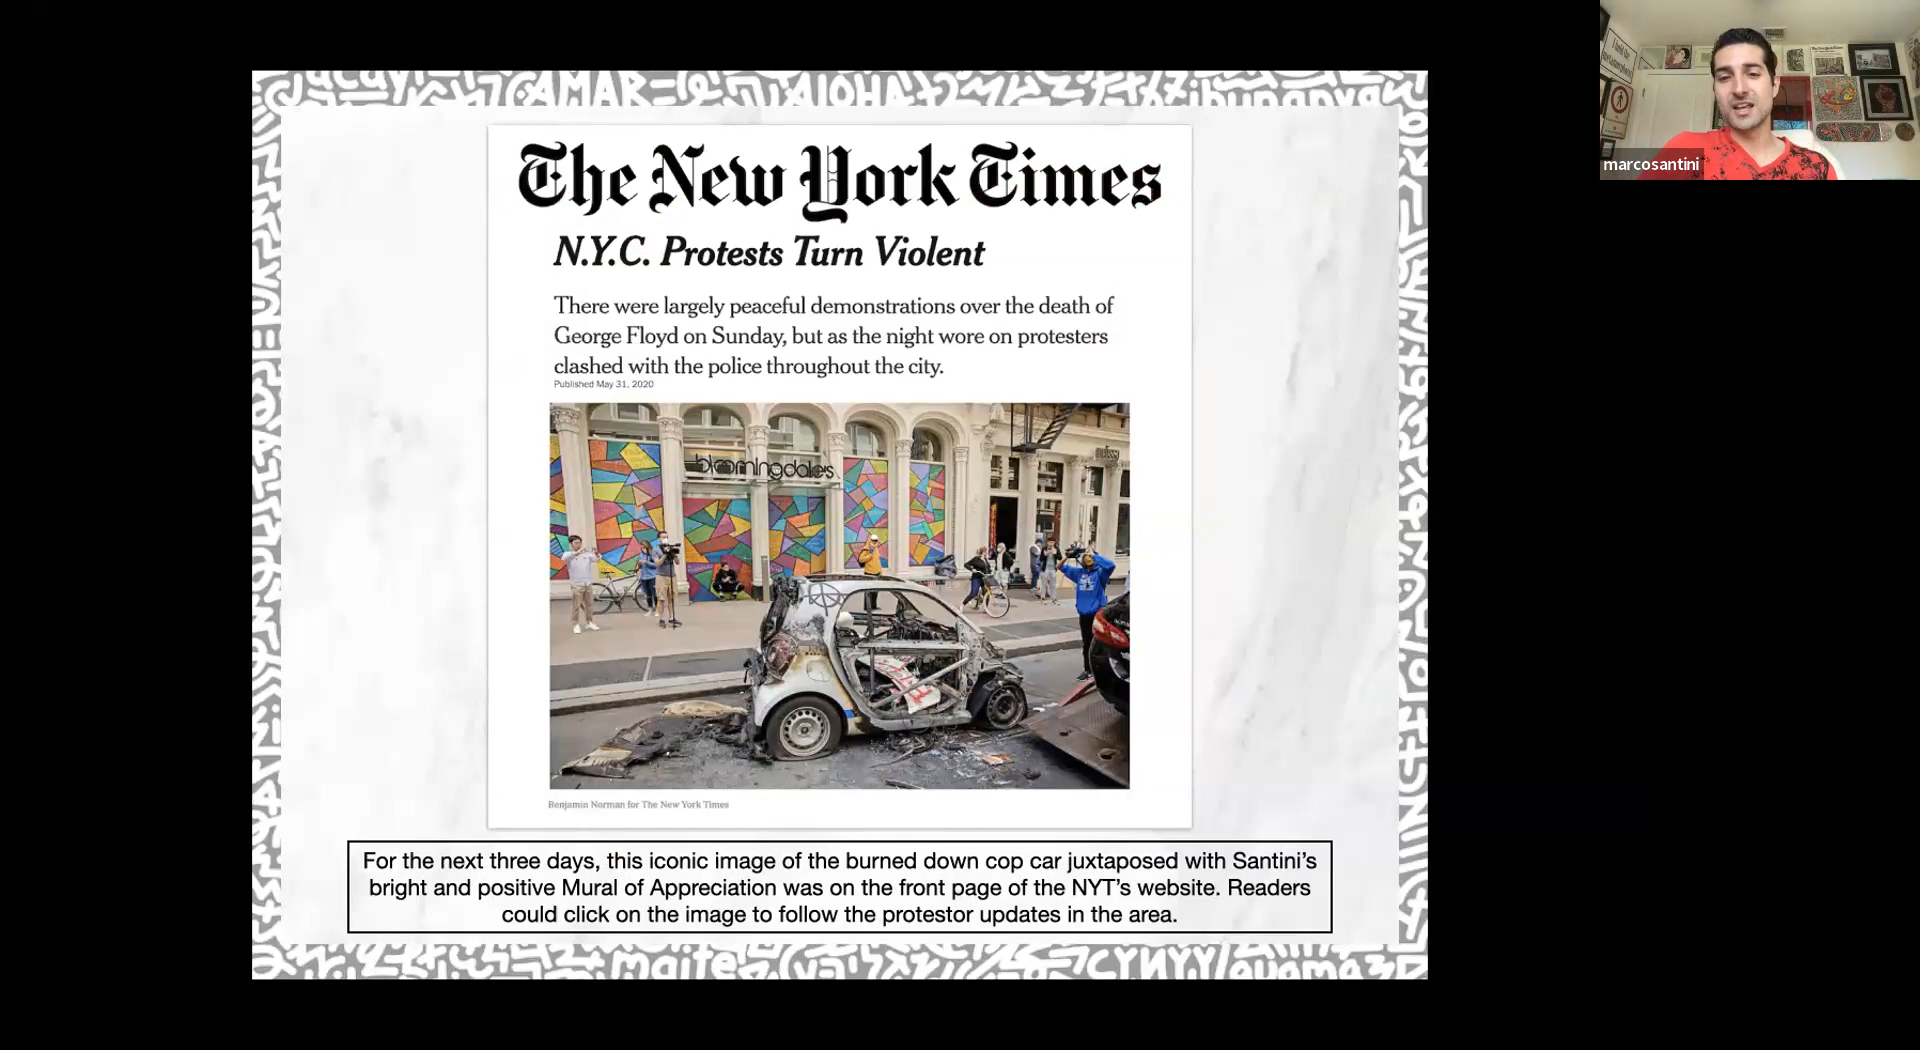 The New York Times
N.Y.C. Protests Turn Violent
There were largely peaceful demonstrations over the death of
George Floyd on Sunday, but as the night wore on protesters
clashed with the police throughout the city.
Published May 31, 2020
bloomingdale's
melissa
Benjamin Norman for The New York Times
For the next three days, this iconic image of the burned down cop car juxtaposed with Santini's
bright and positive Mural of Appreciation was on the front page of the NYT's website. Readers
could click on the image to follow the protestor updates in the area.
marcosantini